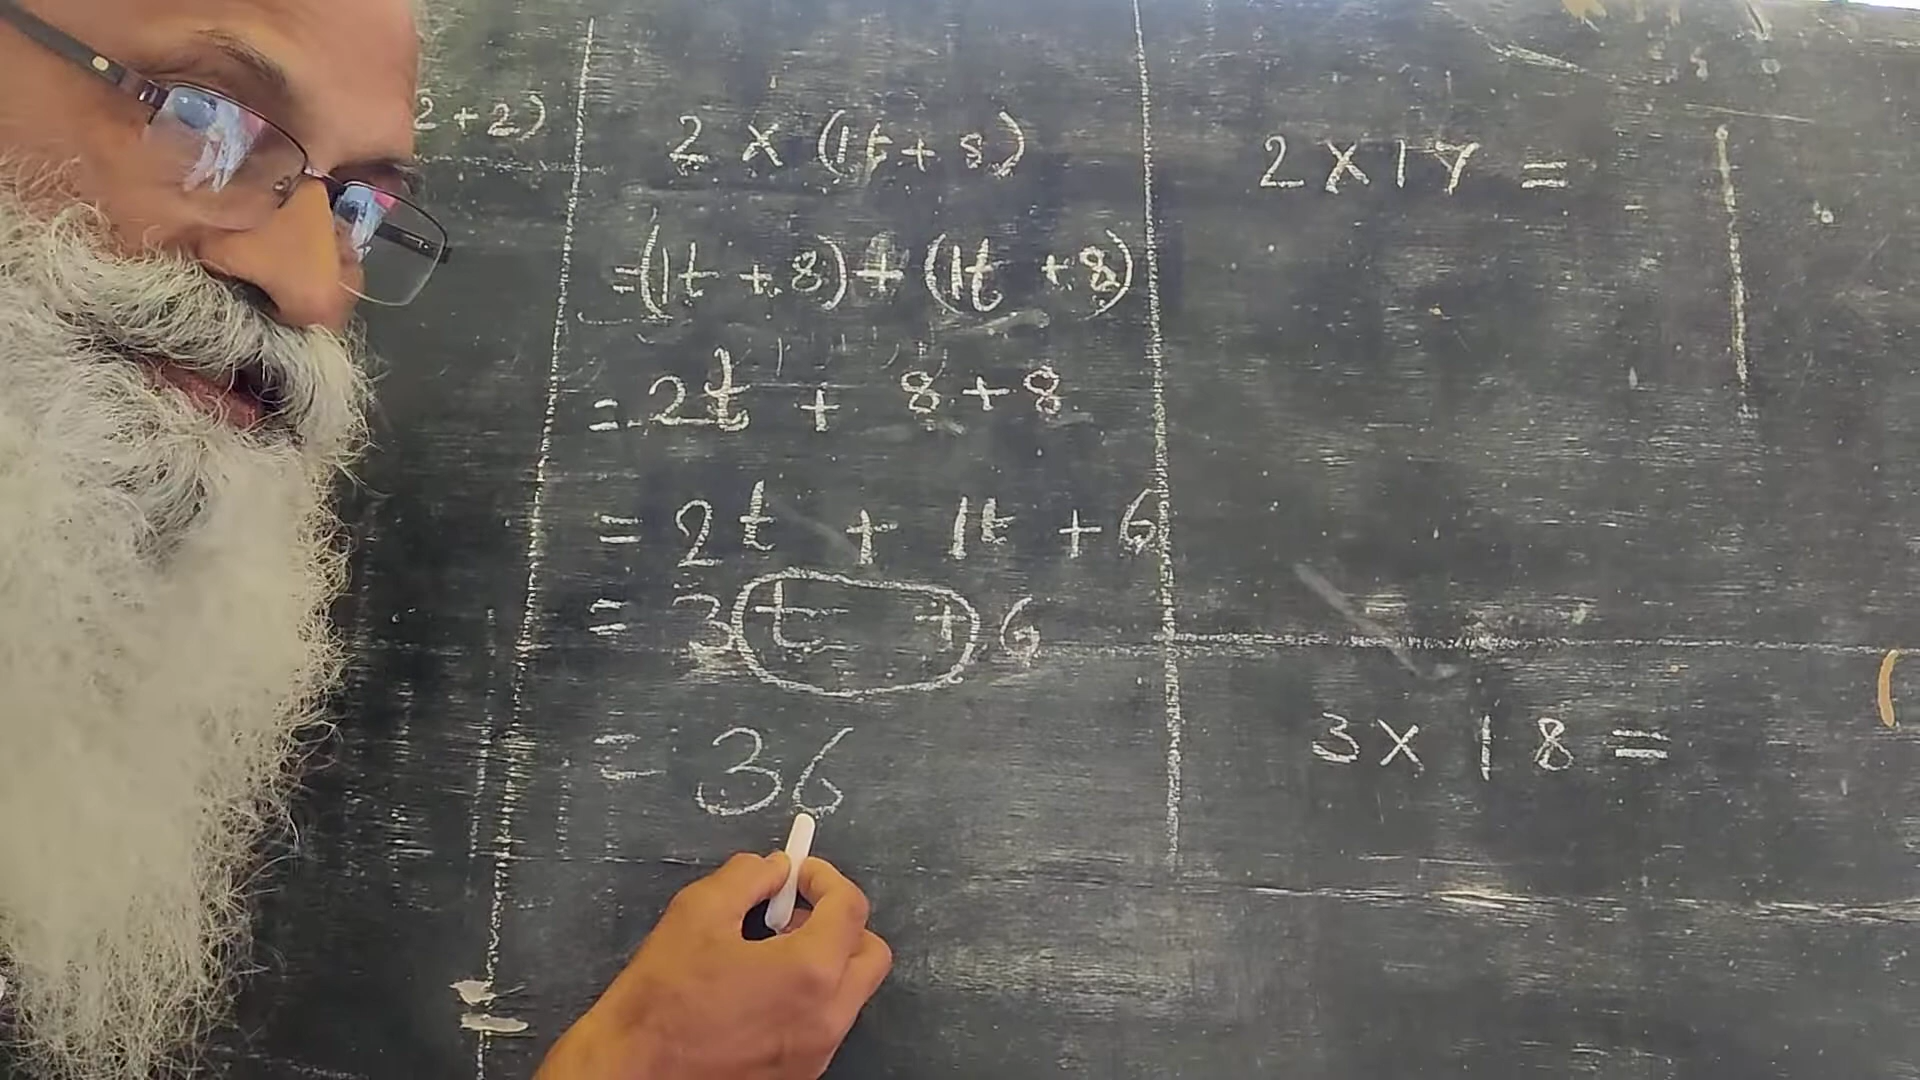 2+2)
2 x (1t + 8)
=(1t + 8) + (1t + 8)
= 2t + 8 + 8
= 2t + 1t + 6
= 3t + 6
= 36
2 x 17 =
3 x 18 =